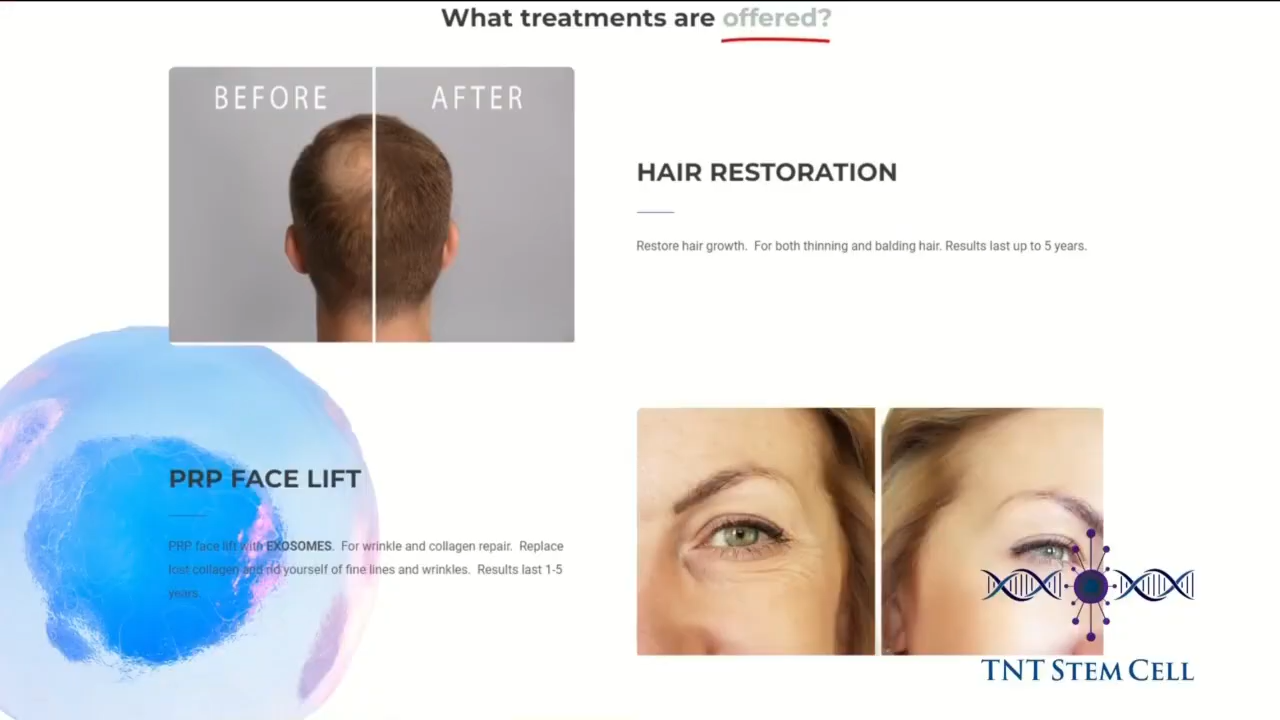 What treatments are offered?
BEFORE
AFTER
HAIR RESTORATION
Restore hair growth.  For both thinning and balding hair. Results last up to 5 years.
PRP FACE LIFT
PRP face lift with EXOSOMES.  For wrinkle and collagen repair.  Replace
lost collagen and rid yourself of fine lines and wrinkles.  Results last 1-5
years.
TNT STEM CELL